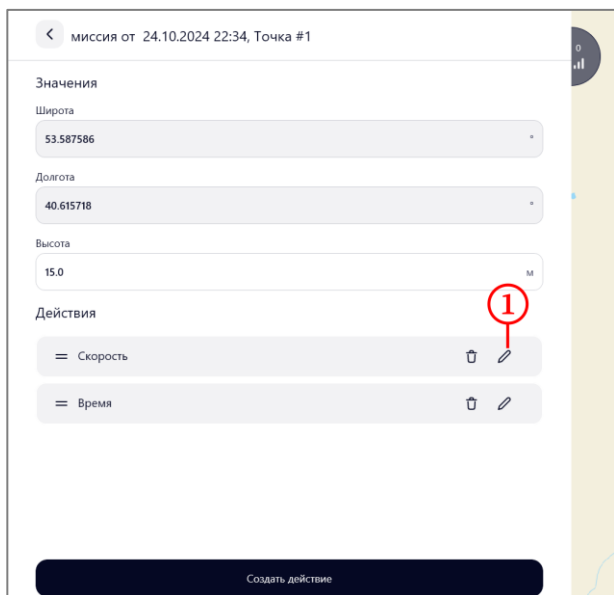 миссия от 24.10.2024 22:34, Точка #1
0
Значения
Широта
53.587586 °
Долгота
40.615718 °
Высота
15.0 м
Действия
1
Скорость
Время
Создать действие